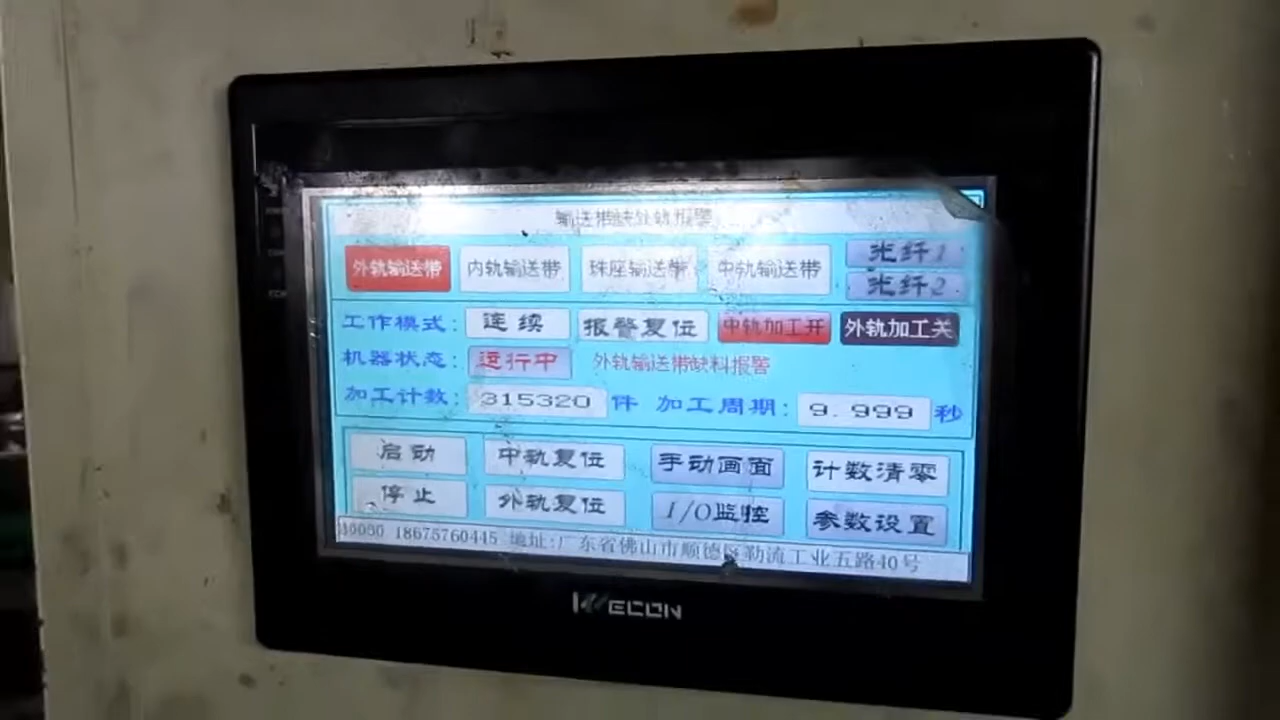 输送带缺外轨报警
外轨输送带 内轨输送带 珠座输送带 中轨输送带 光纤1
光纤2
工作模式: 连续 报警复位 中轨加工开 外轨加工关
机器状态: 运行中 外轨输送带缺料报警
加工计数: 315320 件 加工周期: 9.999 秒
启动 中轨复位 手动画面 计数清零
停止 外轨复位 I/O监控 参数设置
18675760445 地址:广东省佛山市顺德区勒流工业五路40号
WECON